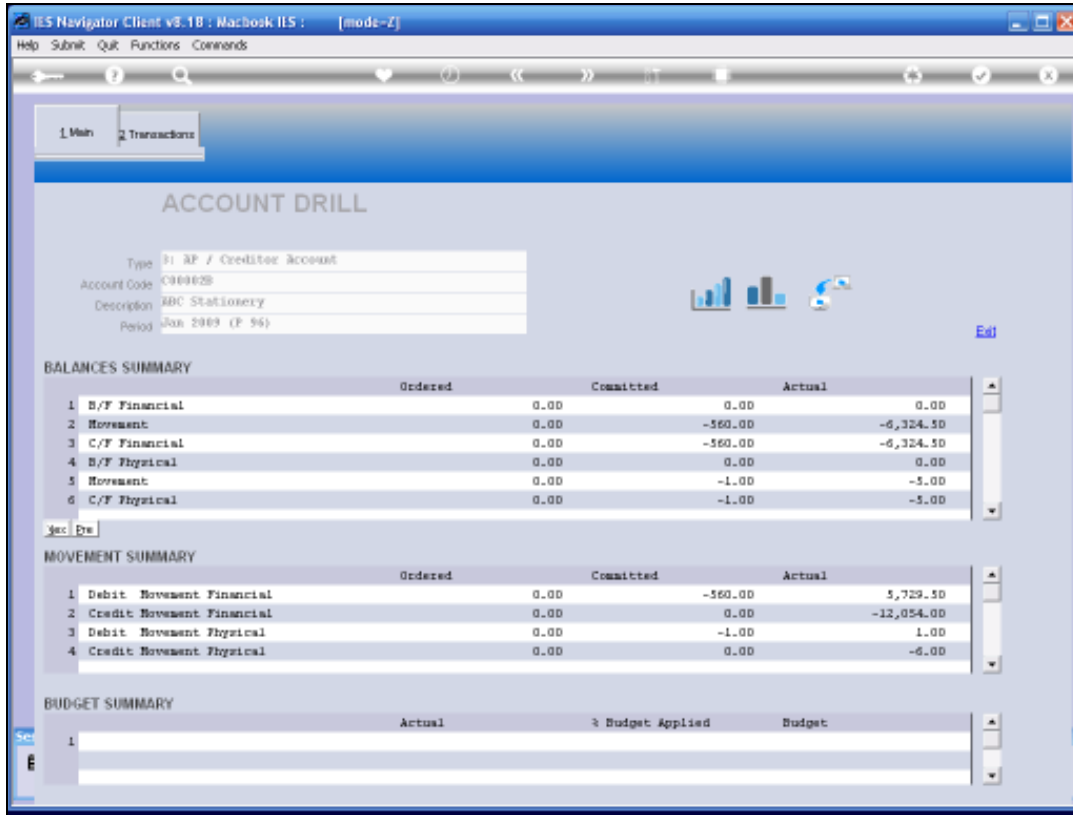 IES Navigator Client v8.18 : Macbook IES : [mode-Z]
Help Submit Quit Functions Commands
1 Main 2 Transactions
ACCOUNT DRILL
Type 3: AP / Creditor Account
Account Code C00002B
Description ABC Stationery
Period Jan 2009 (P 96)
Exit
BALANCES SUMMARY
Ordered Committed Actual
1 B/F Financial 0.00 0.00 0.00
2 Movement 0.00 -560.00 -6,324.50
3 C/F Financial 0.00 -560.00 -6,324.50
4 B/F Physical 0.00 0.00 0.00
5 Movement 0.00 -1.00 -5.00
6 C/F Physical 0.00 -1.00 -5.00
Nex Pre
MOVEMENT SUMMARY
Ordered Committed Actual
1 Debit Movement Financial 0.00 -560.00 5,729.50
2 Credit Movement Financial 0.00 0.00 -12,054.00
3 Debit Movement Physical 0.00 -1.00 1.00
4 Credit Movement Physical 0.00 0.00 -6.00
BUDGET SUMMARY
Actual % Budget Applied Budget
1